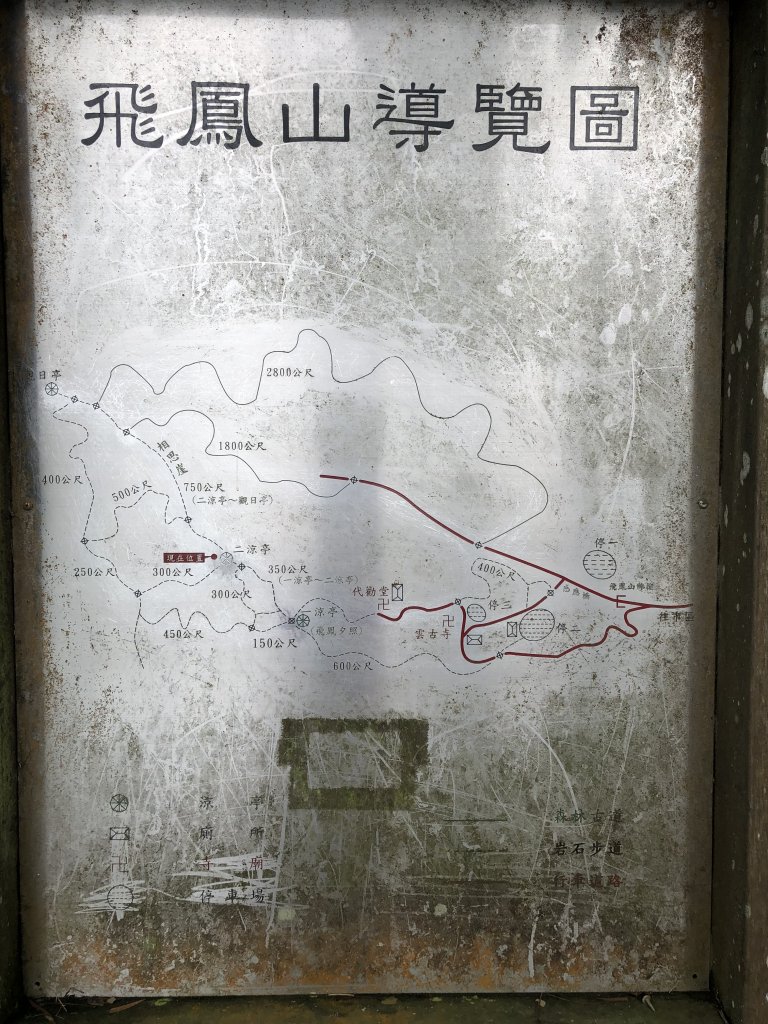 飛鳳山導覽圖
2800公尺
日亭
1800公尺
相思崖
400公尺
500公尺
750公尺
(二涼亭～觀日亭)
停一
二涼亭
現在位置
250公尺
300公尺
350公尺
(一涼亭～二涼亭)
400公尺
300公尺
代勸堂
飛鳳山
停三
涼亭
(飛鳳夕照)
雲古寺
停二
450公尺
150公尺
600公尺
涼亭
廁所
寺廟
停車場
森林古道
岩石步道
行車道路